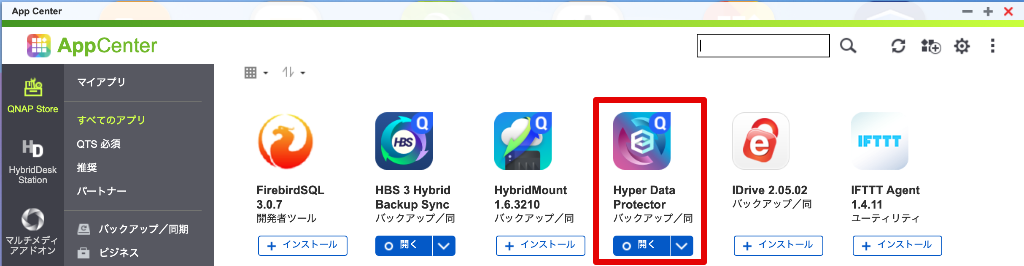 App Center
AppCenter
QNAP Store
HybridDesk
Station
マルチメディ
アアドオン
マイアプリ
すべてのアプリ
QTS 必須
推奨
パートナー
バックアップ／同期
ビジネス
FirebirdSQL
3.0.7
開発者ツール
+ インストール
HBS
HBS 3 Hybrid
Backup Sync
バックアップ／同
開く
HybridMount
1.6.3210
バックアップ／同
+ インストール
Hyper Data
Protector
バックアップ／同
開く
IDrive 2.05.02
バックアップ／同
+ インストール
IFTTT
IFTTT Agent
1.4.11
ユーティリティ
+ インストール